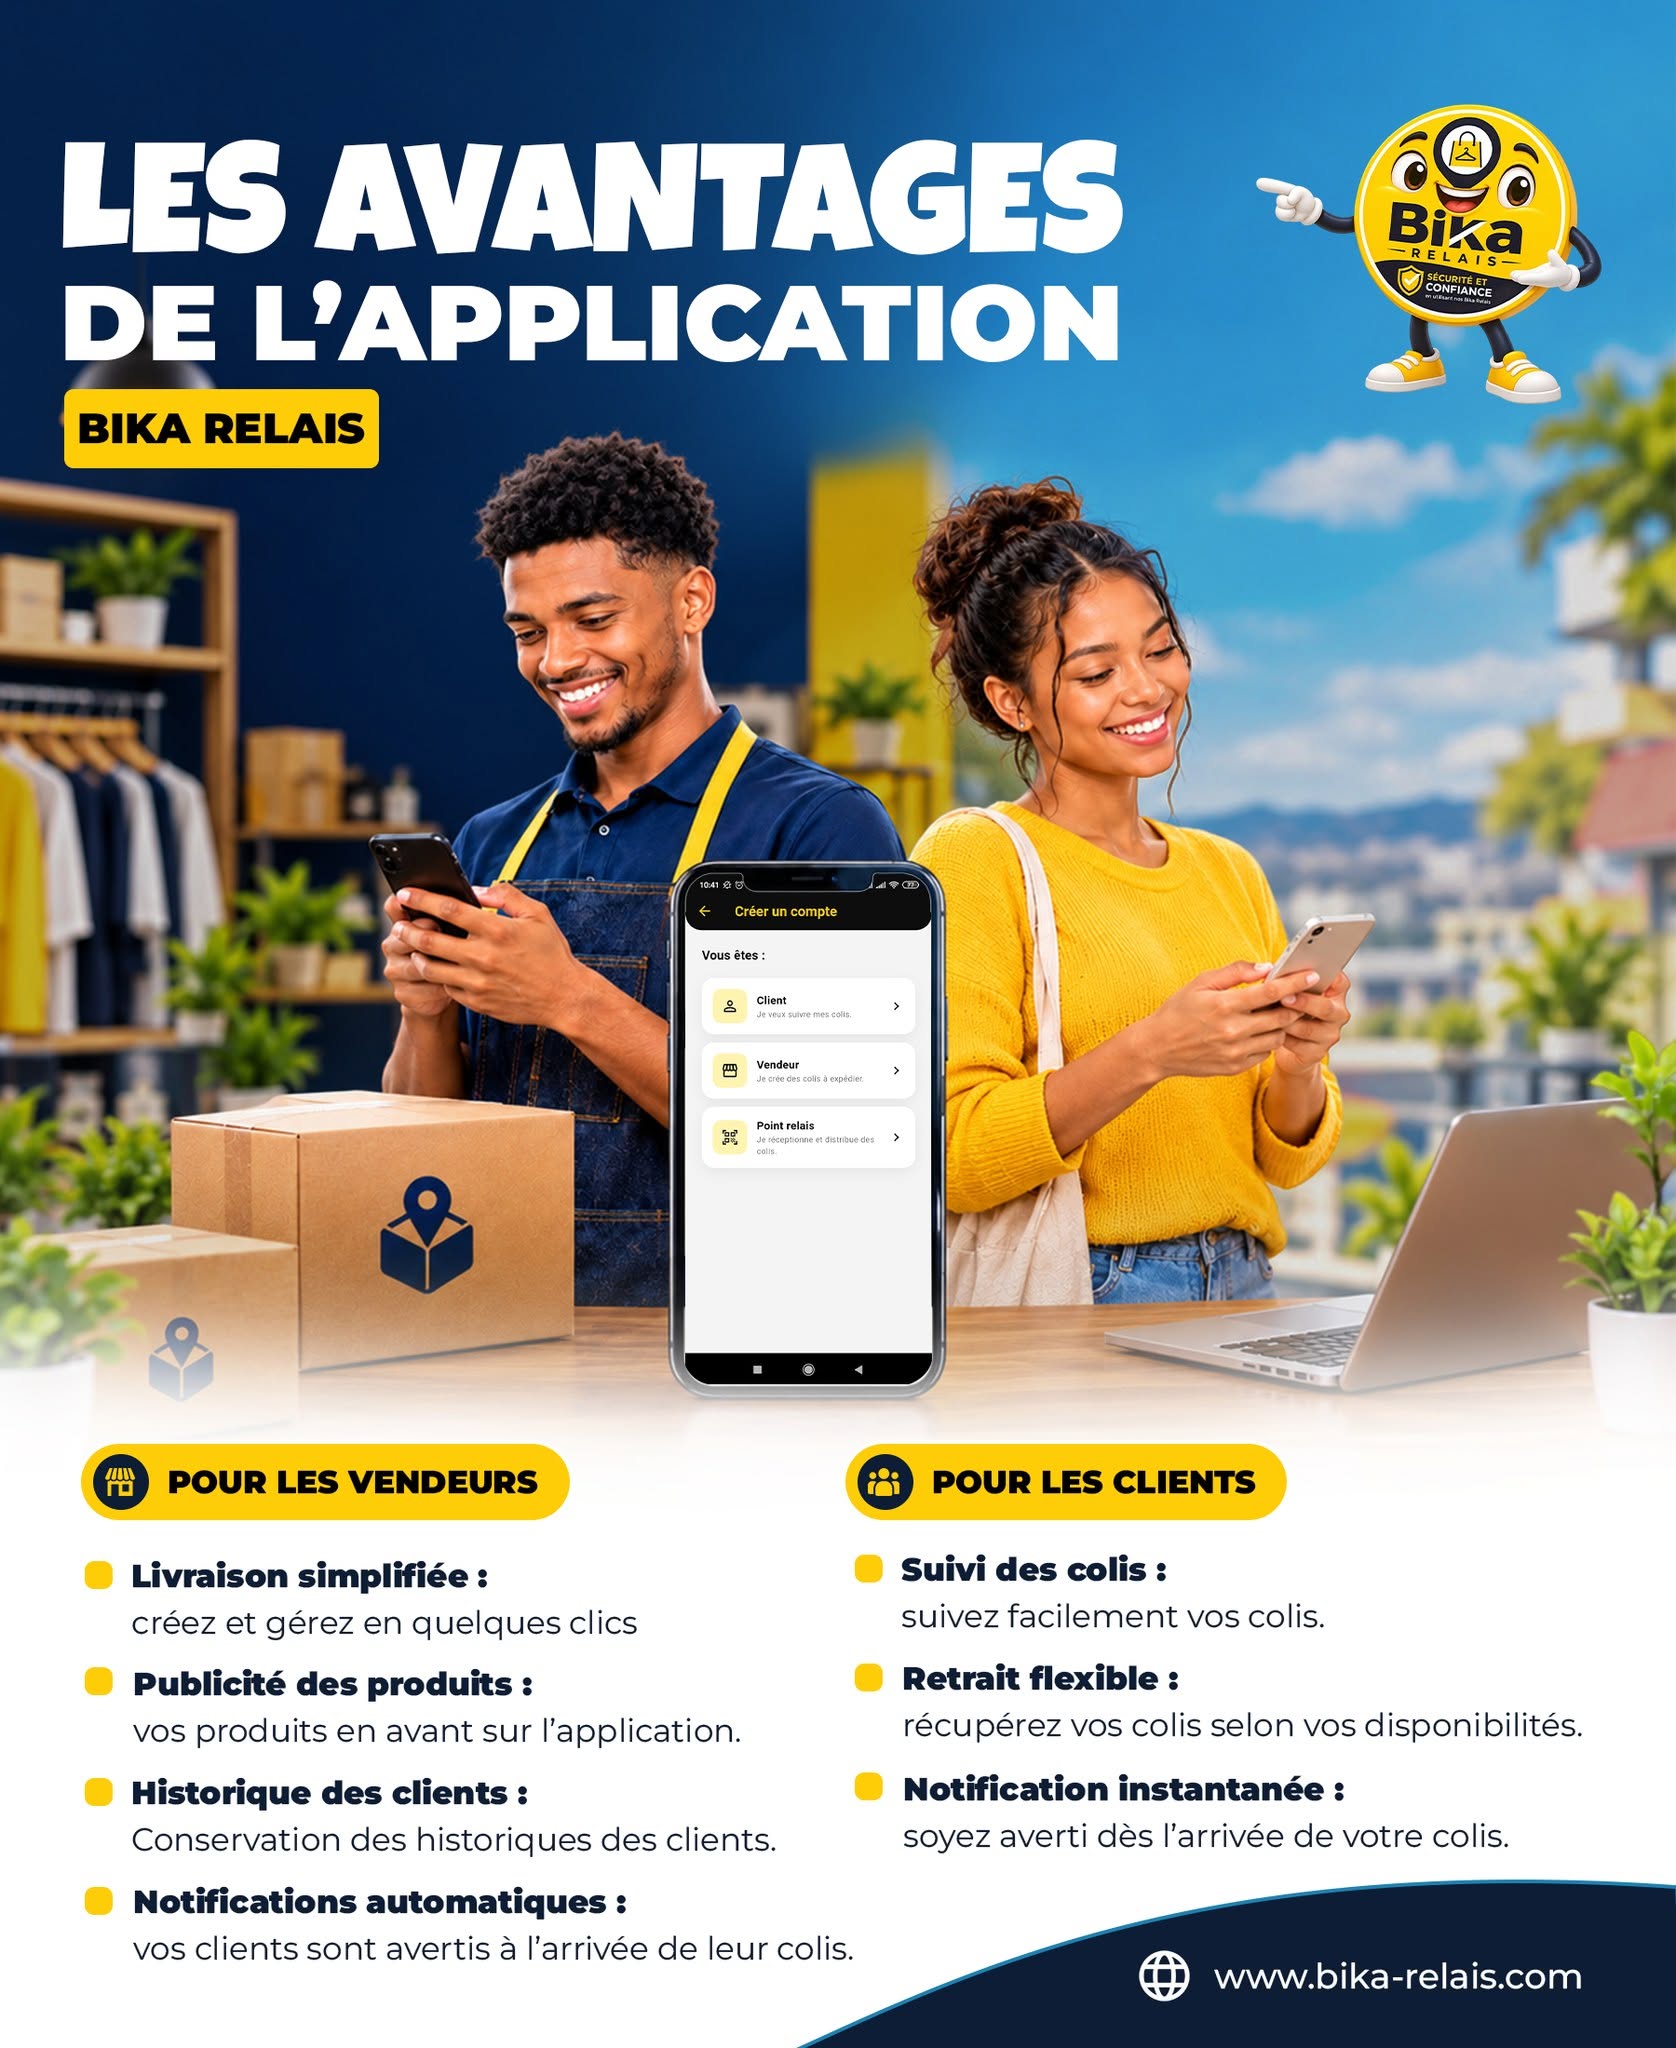 LES AVANTAGES
DE L'APPLICATION
BIKA RELAIS
Bika
RELAIS
SÉCURITÉ ET
CONFIANCE
en utilisant nos Bika Relais
10:41
Créer un compte
Vous êtes :
Client
Je veux suivre mes colis.
Vendeur
Je crée des colis à expédier.
Point relais
Je réceptionne et distribue des
colis.
POUR LES VENDEURS
Livraison simplifiée :
créez et gérez en quelques clics
Publicité des produits :
vos produits en avant sur l'application.
Historique des clients :
Conservation des historiques des clients.
Notifications automatiques :
vos clients sont avertis à l'arrivée de leur colis.
POUR LES CLIENTS
Suivi des colis :
suivez facilement vos colis.
Retrait flexible :
récupérez vos colis selon vos disponibilités.
Notification instantanée :
soyez averti dès l'arrivée de votre colis.
www.bika-relais.com